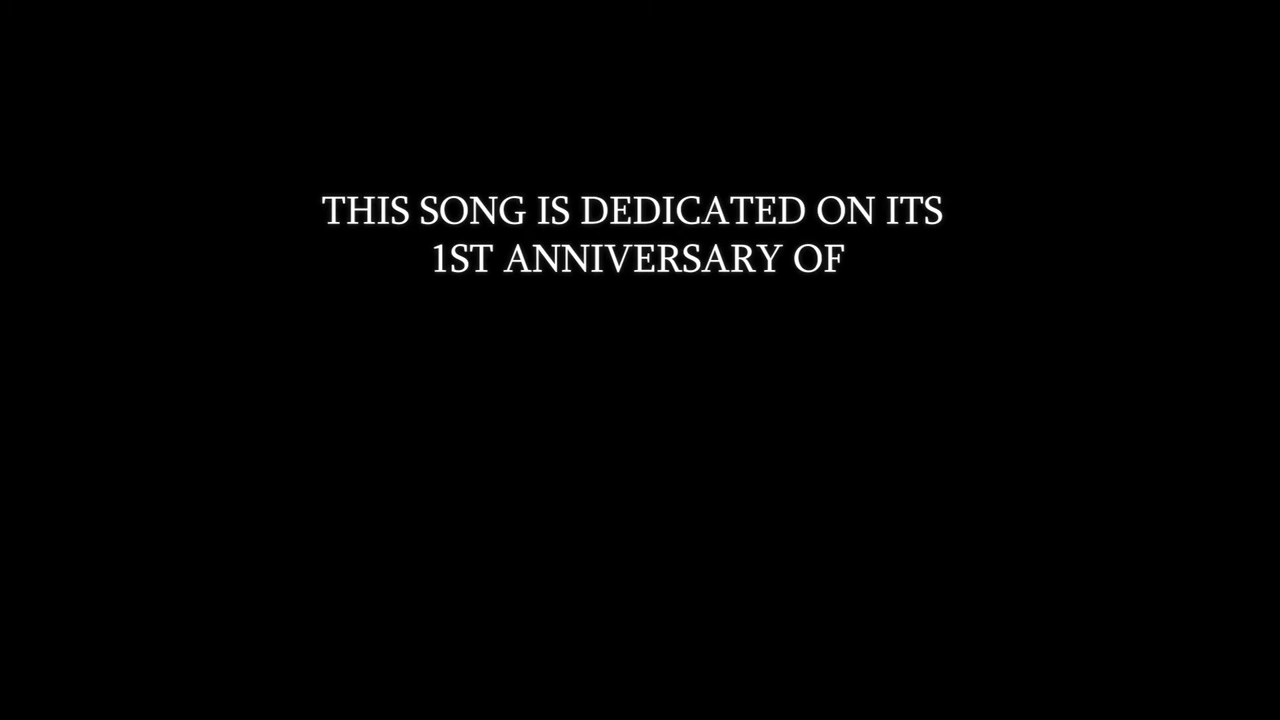 THIS SONG IS DEDICATED ON ITS
1ST ANNIVERSARY OF